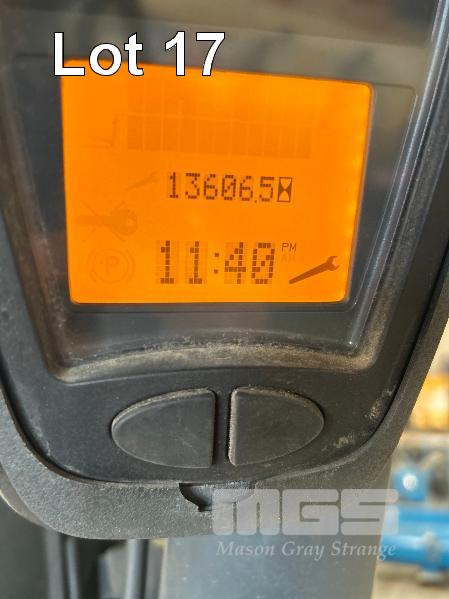 Lot 17
13606.5
11:40 PM
AM
P
MGS
Mason Gray Strange